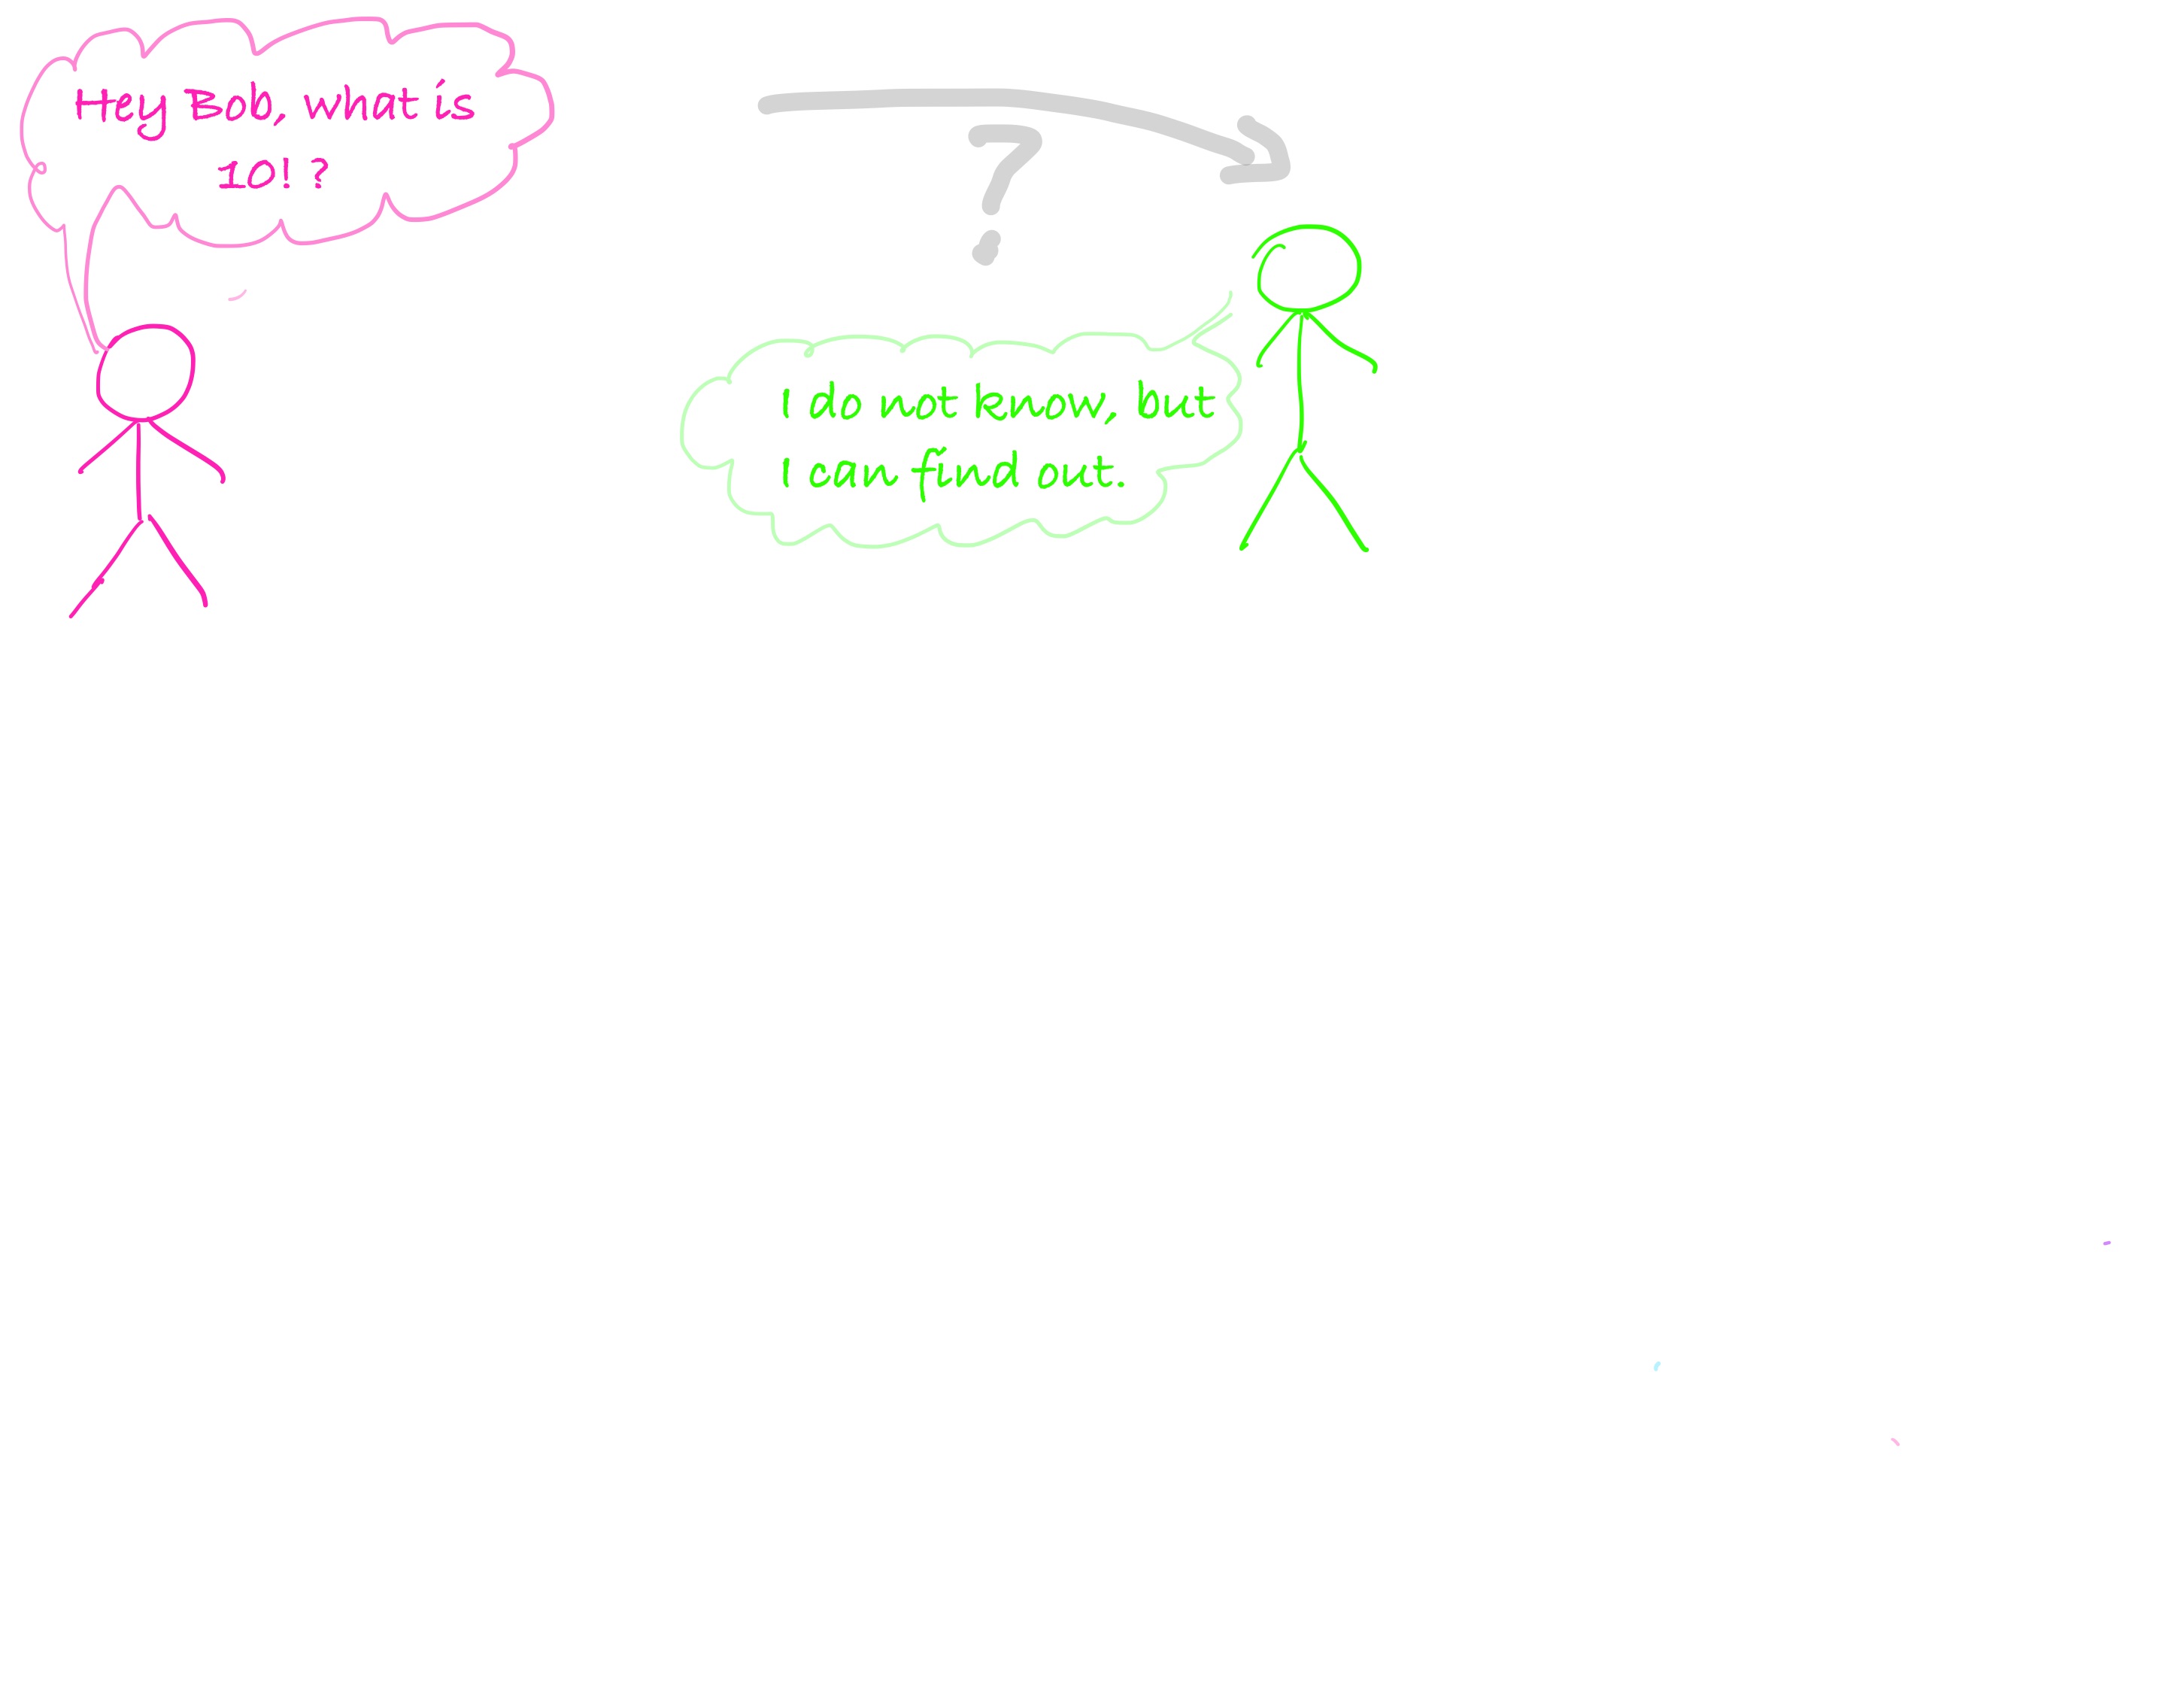 Hey Bob, what is
10! ?
?
I do not know, but
I can find out.